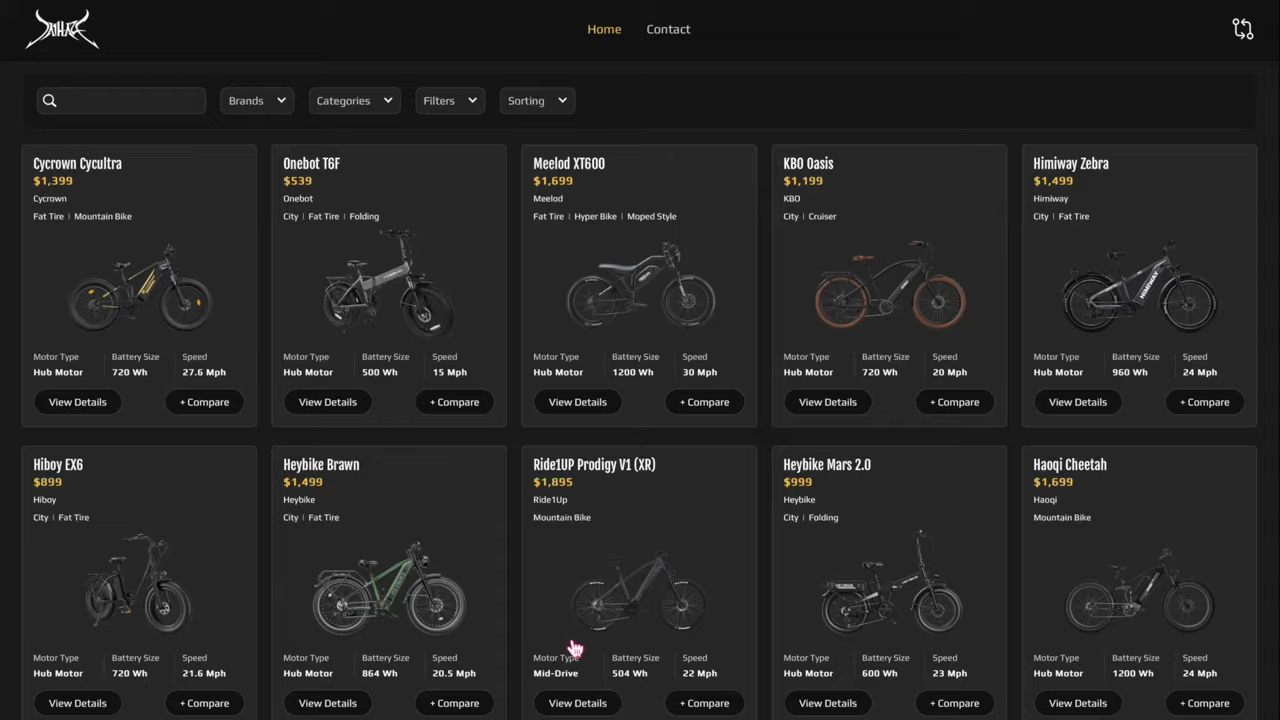 Home Contact
Brands Categories Filters Sorting
Cycrown Cycultra
$1,399
Cycrown
Fat Tire | Mountain Bike
Motor Type Battery Size Speed
Hub Motor 720 Wh 27.6 Mph
View Details + Compare
Onebot T6F
$539
Onebot
City | Fat Tire | Folding
Motor Type Battery Size Speed
Hub Motor 500 Wh 15 Mph
View Details + Compare
Meelod XT600
$1,699
Meelod
Fat Tire | Hyper Bike | Moped Style
Motor Type Battery Size Speed
Hub Motor 1200 Wh 30 Mph
View Details + Compare
KBO Oasis
$1,199
KBO
City | Cruiser
Motor Type Battery Size Speed
Hub Motor 720 Wh 20 Mph
View Details + Compare
Himiway Zebra
$1,499
Himiway
City | Fat Tire
HIMIWAY
Motor Type Battery Size Speed
Hub Motor 960 Wh 24 Mph
View Details + Compare
Hiboy EX6
$899
Hiboy
City | Fat Tire
Motor Type Battery Size Speed
Hub Motor 720 Wh 21.6 Mph
View Details + Compare
Heybike Brawn
$1,499
Heybike
City | Fat Tire
Motor Type Battery Size Speed
Hub Motor 864 Wh 20.5 Mph
View Details + Compare
Ride1UP Prodigy V1 (XR)
$1,895
Ride1Up
Mountain Bike
Motor Type Battery Size Speed
Mid-Drive 504 Wh 22 Mph
View Details + Compare
Heybike Mars 2.0
$999
Heybike
City | Folding
Motor Type Battery Size Speed
Hub Motor 600 Wh 23 Mph
View Details + Compare
Haoqi Cheetah
$1,699
Haoqi
Mountain Bike
Motor Type Battery Size Speed
Hub Motor 1200 Wh 24 Mph
View Details + Compare